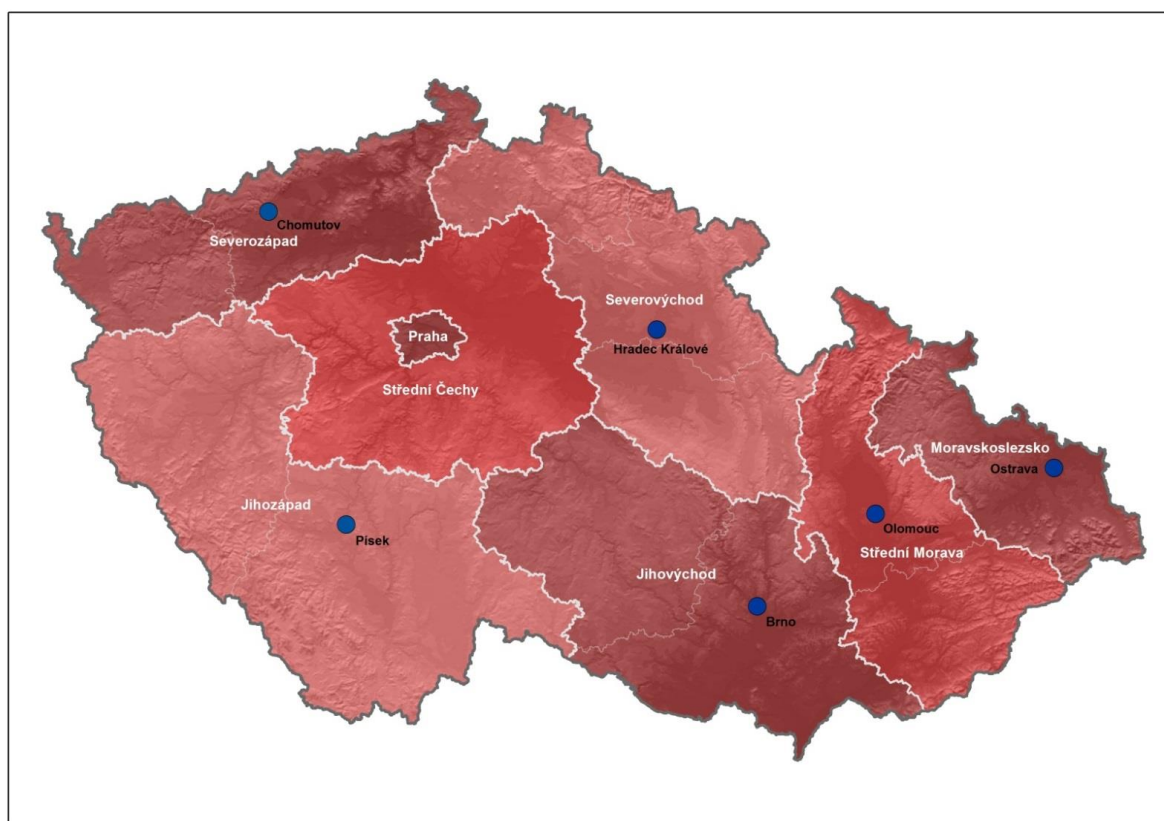 Chomutov
Severozápad
Severovýchod
Praha
Hradec Králové
Střední Čechy
Moravskoslezsko
Ostrava
Jihozápad
Olomouc
Písek
Střední Morava
Jihovýchod
Brno